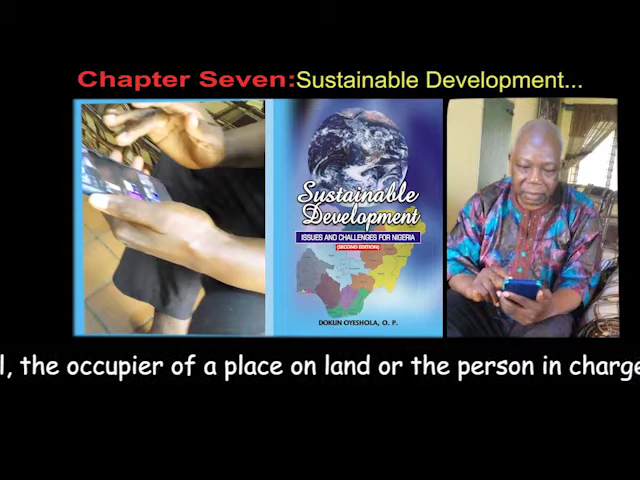 Chapter Seven:Sustainable Development...
Sustainable
Development
ISSUES AND CHALLENGES FOR NIGERIA
(SECOND EDITION)
DOKUN OYESHOLA, O. P.
l, the occupier of a place on land or the person in charge